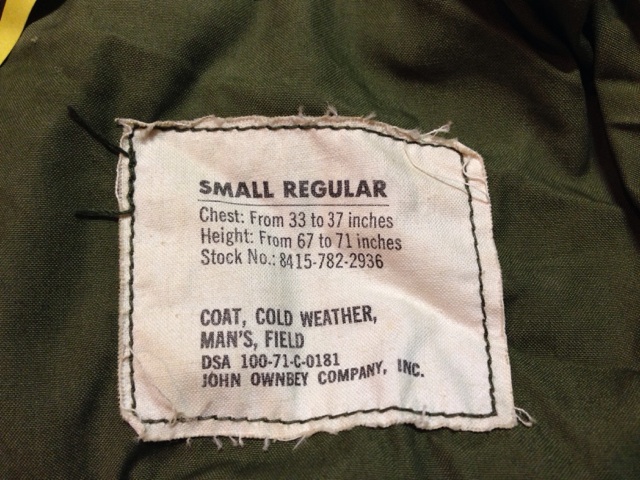 SMALL REGULAR
Chest: From 33 to 37 inches
Height: From 67 to 71 inches
Stock No.: 8415-782-2936
COAT, COLD WEATHER,
MAN'S, FIELD
DSA 100-71-C-0181
JOHN OWNBEY COMPANY, INC.